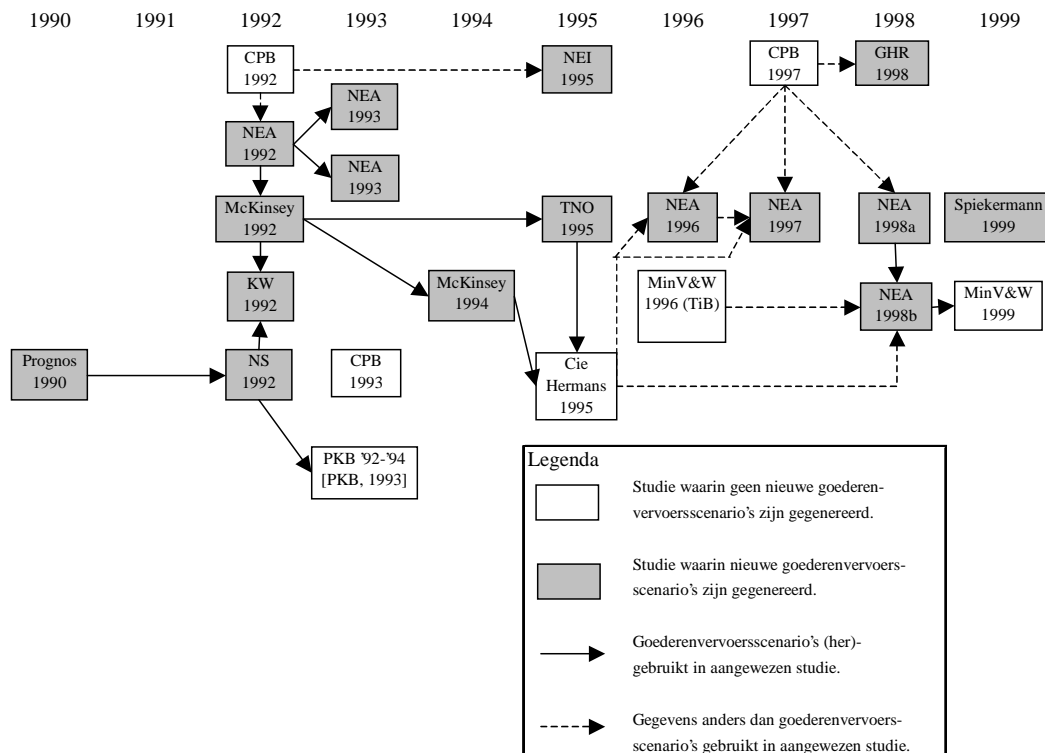 1990 1991 1992 1993 1994 1995 1996 1997 1998 1999
CPB
1992
NEI
1995
CPB
1997
GHR
1998
NEA
1993
NEA
1992
NEA
1993
McKinsey
1992
TNO
1995
NEA
1996
NEA
1997
NEA
1998a
Spiekermann
1999
KW
1992
McKinsey
1994
MinV&W
1996 (TiB)
NEA
1998b
MinV&W
1999
Prognos
1990
NS
1992
CPB
1993
Cie
Hermans
1995
PKB '92-'94
[PKB, 1993]
Legenda
Studie waarin geen nieuwe goederen-
vervoersscenario's zijn gegenereerd.
Studie waarin nieuwe goederenvervoers-
scenario's zijn gegenereerd.
Goederenvervoersscenario's (her)-
gebruikt in aangewezen studie.
Gegevens anders dan goederenvervoers-
scenario's gebruikt in aangewezen studie.